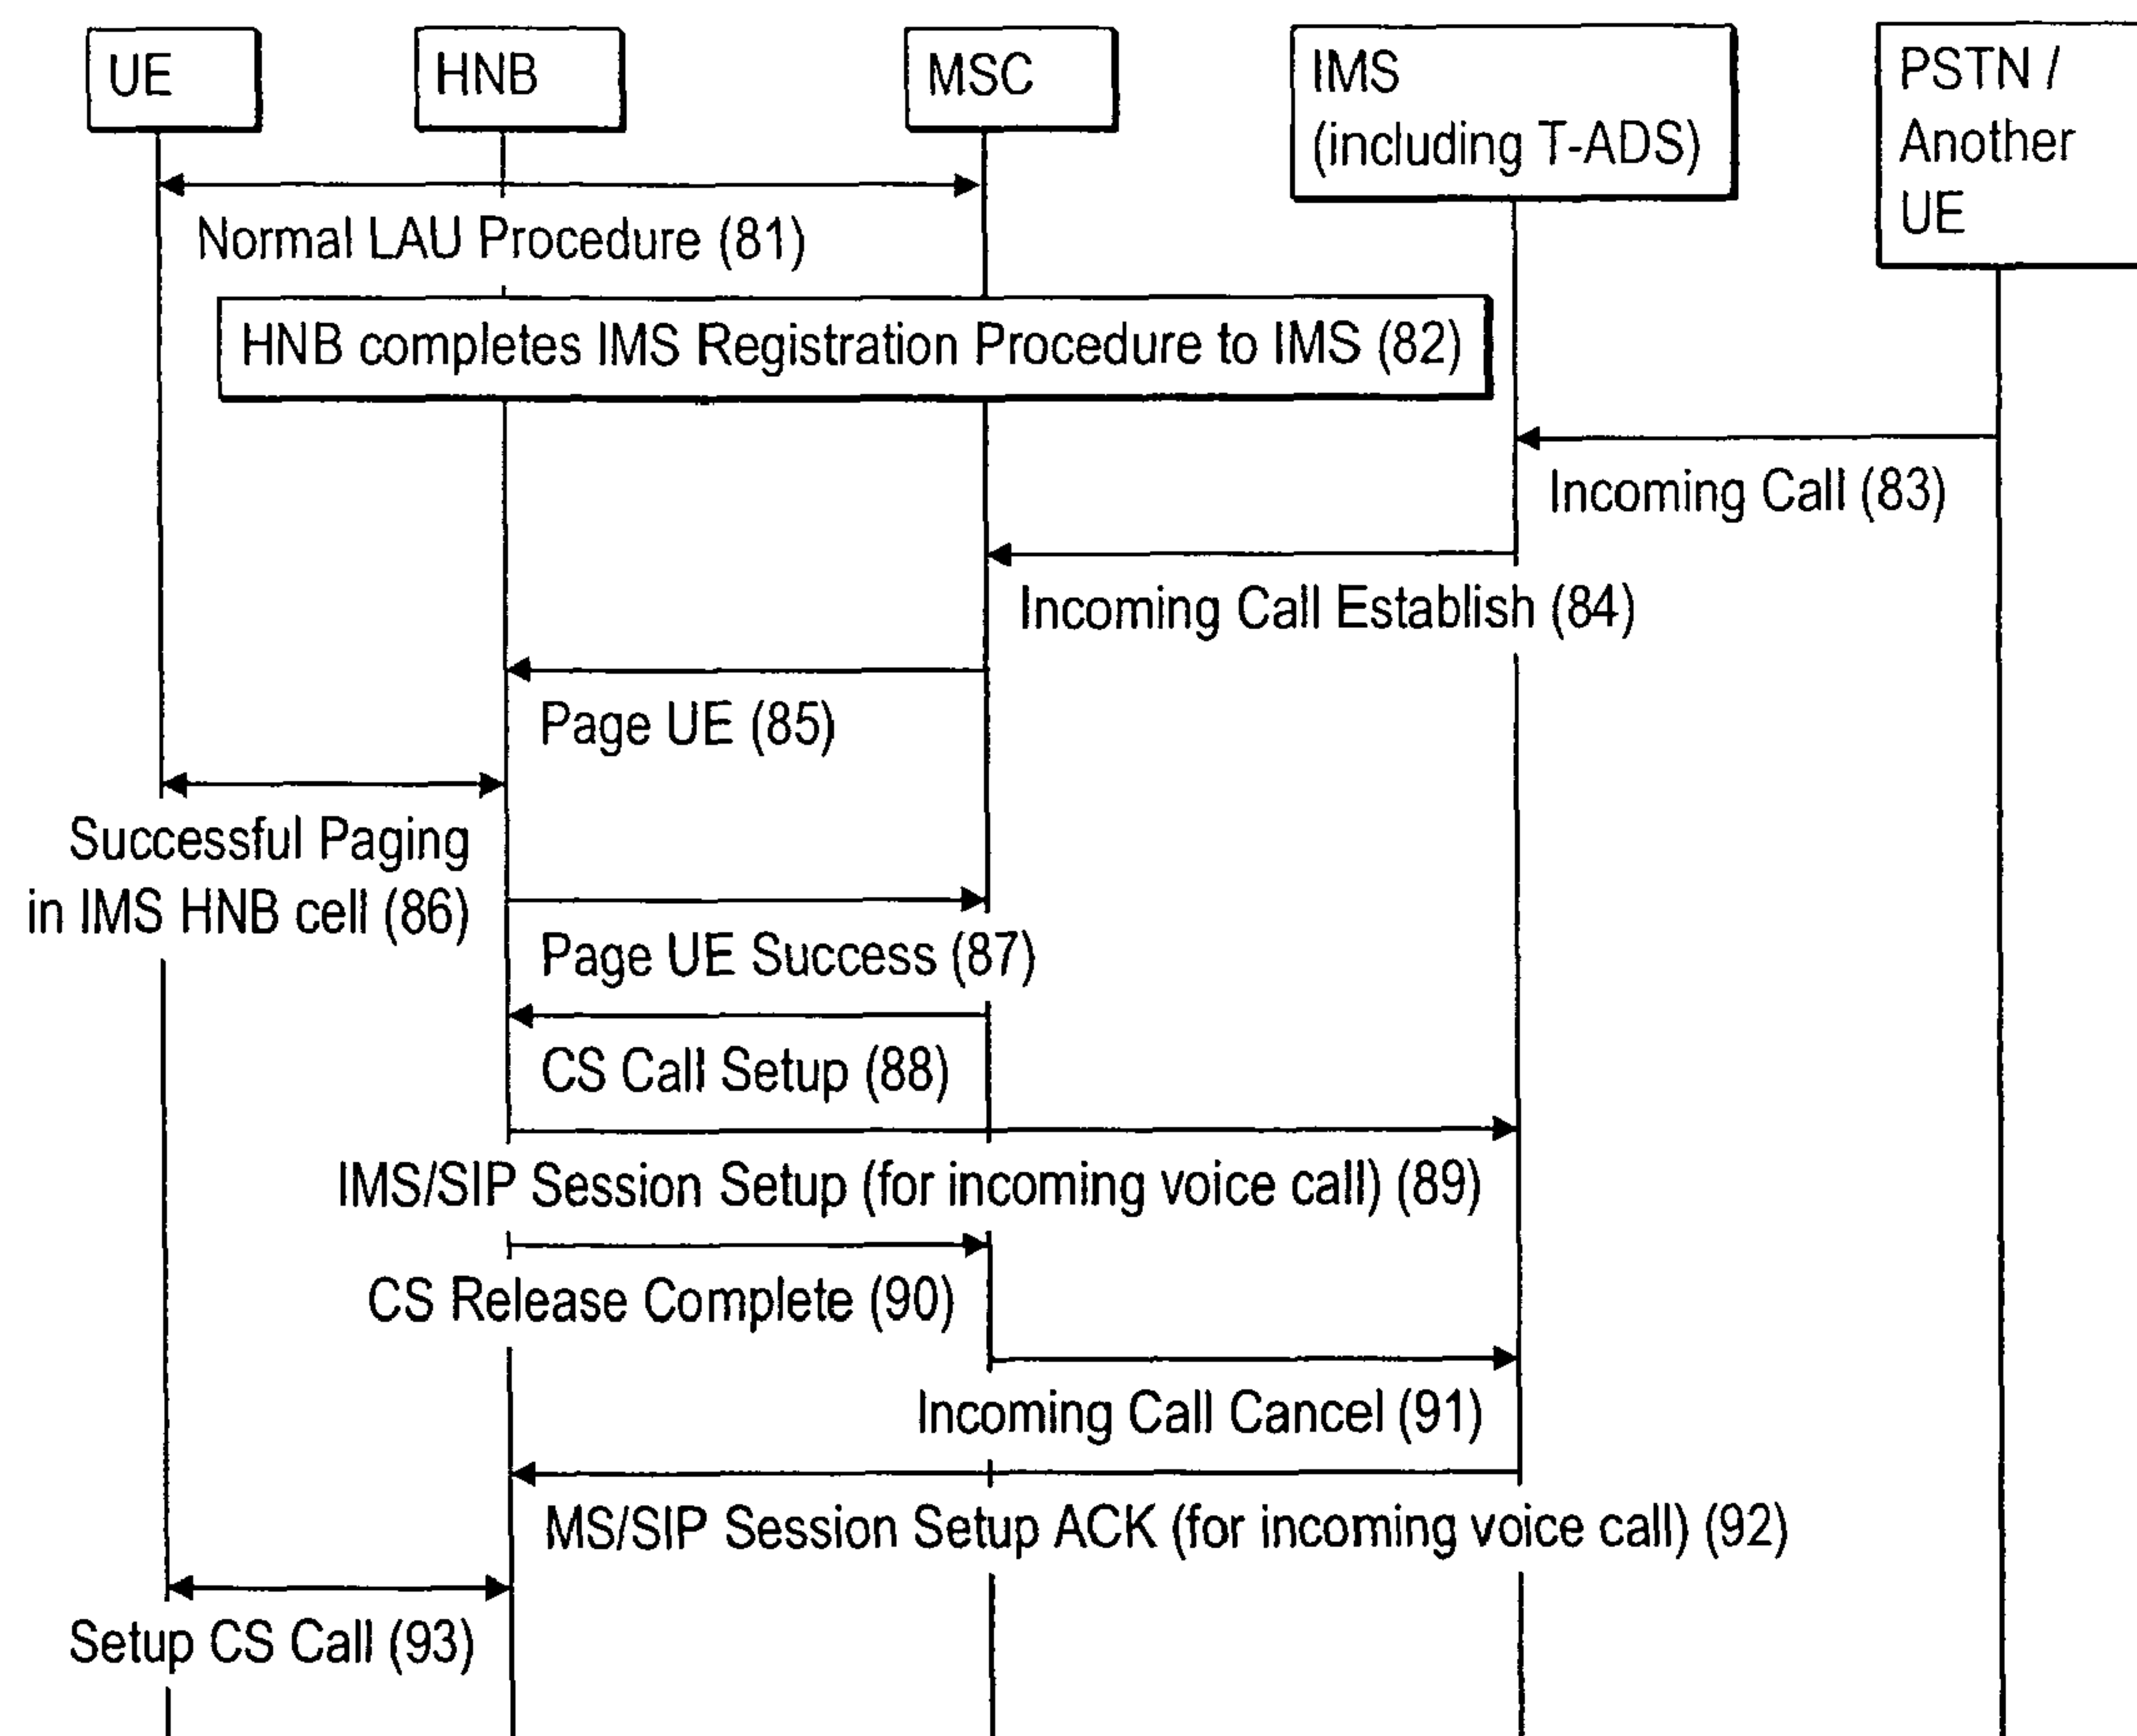 UE
HNB
MSC
IMS
(including T-ADS)
PSTN /
Another
UE
Normal LAU Procedure (81)
HNB completes IMS Registration Procedure to IMS (82)
Incoming Call (83)
Incoming Call Establish (84)
Page UE (85)
Successful Paging
in IMS HNB cell (86)
Page UE Success (87)
CS Call Setup (88)
IMS/SIP Session Setup (for incoming voice call) (89)
CS Release Complete (90)
Incoming Call Cancel (91)
MS/SIP Session Setup ACK (for incoming voice call) (92)
Setup CS Call (93)